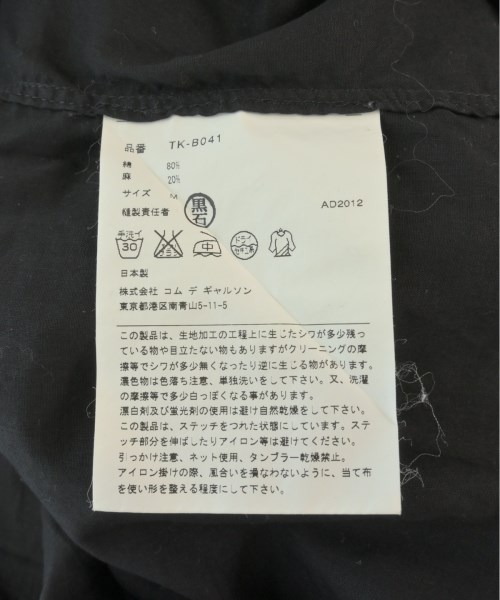 品番 TK-B041
綿 80%
麻 20%
サイズ M
縫製責任者 黒石
AD2012
手洗イ
30
中
日本製
株式会社 コム デ ギャルソン
東京都港区南青山5-11-5
この製品は、生地加工の工程上に生じたシワが多少残っ
ている物や目立たない物もありますがクリーニングの摩
擦等でシワが多少無くなったり逆に生じる物があります。
濃色物は色落ち注意、単独洗いをして下さい。又、洗濯
の摩擦等で多少白っぽくなる事があります。
漂白剤及び蛍光剤の使用は避け自然乾燥をして下さい。
この製品は、ステッチをつれた状態にしています。ステ
ッチ部分を伸ばしたりアイロン等は避けてください。
引っかけ注意、ネット使用、タンブラー乾燥禁止。
アイロン掛けの際、風合いを損なわないように、当て布
を使い形を整える程度にして下さい。